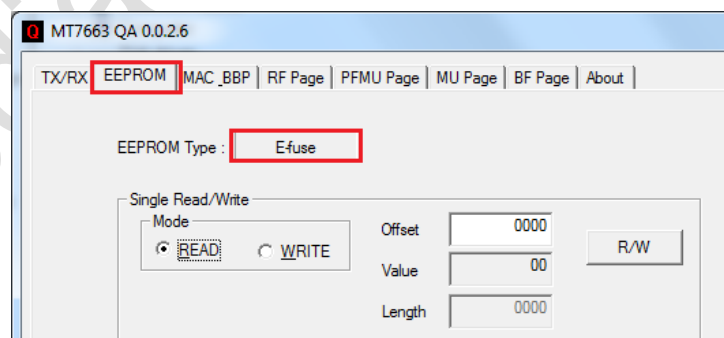 Q MT7663 QA 0.0.2.6
TX/RX EEPROM MAC_BBP RF Page PFMU Page MU Page BF Page About
EEPROM Type : E-fuse
Single Read/Write
Mode
READ WRITE
Offset 0000
R/W
Value 00
Length 0000